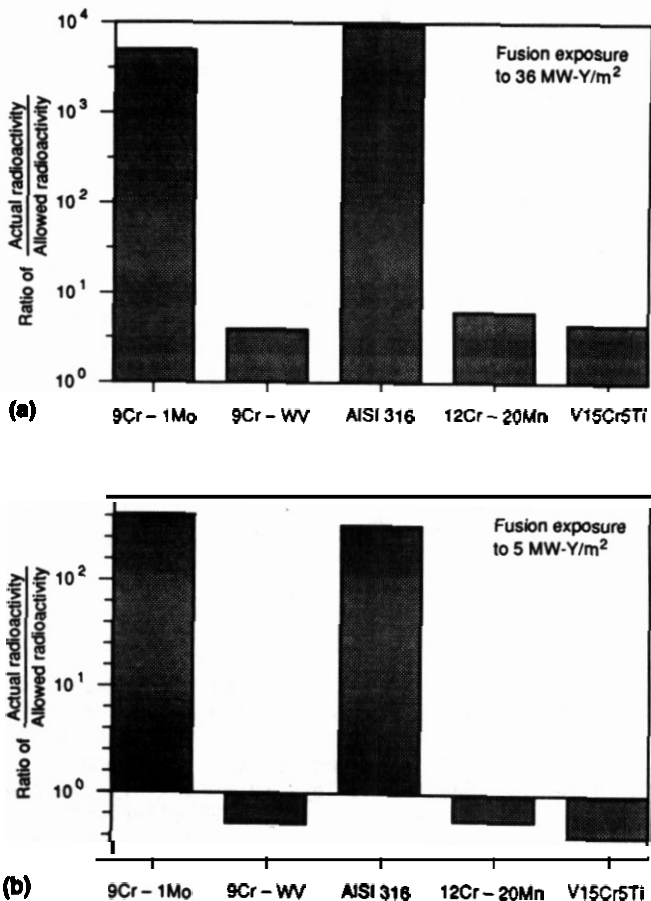 Ratio of Actual radioactivity / Allowed radioactivity
10⁴
10³
10²
10¹
10⁰
Fusion exposure
to 36 MW-Y/m²
(a)
9Cr – 1Mo 9Cr – WV AISI 316 12Cr – 20Mn V15Cr5Ti
Ratio of Actual radioactivity / Allowed radioactivity
10²
10¹
10⁰
Fusion exposure
to 5 MW-Y/m²
(b)
9Cr – 1Mo 9Cr – WV AISI 316 12Cr – 20Mn V15Cr5Ti